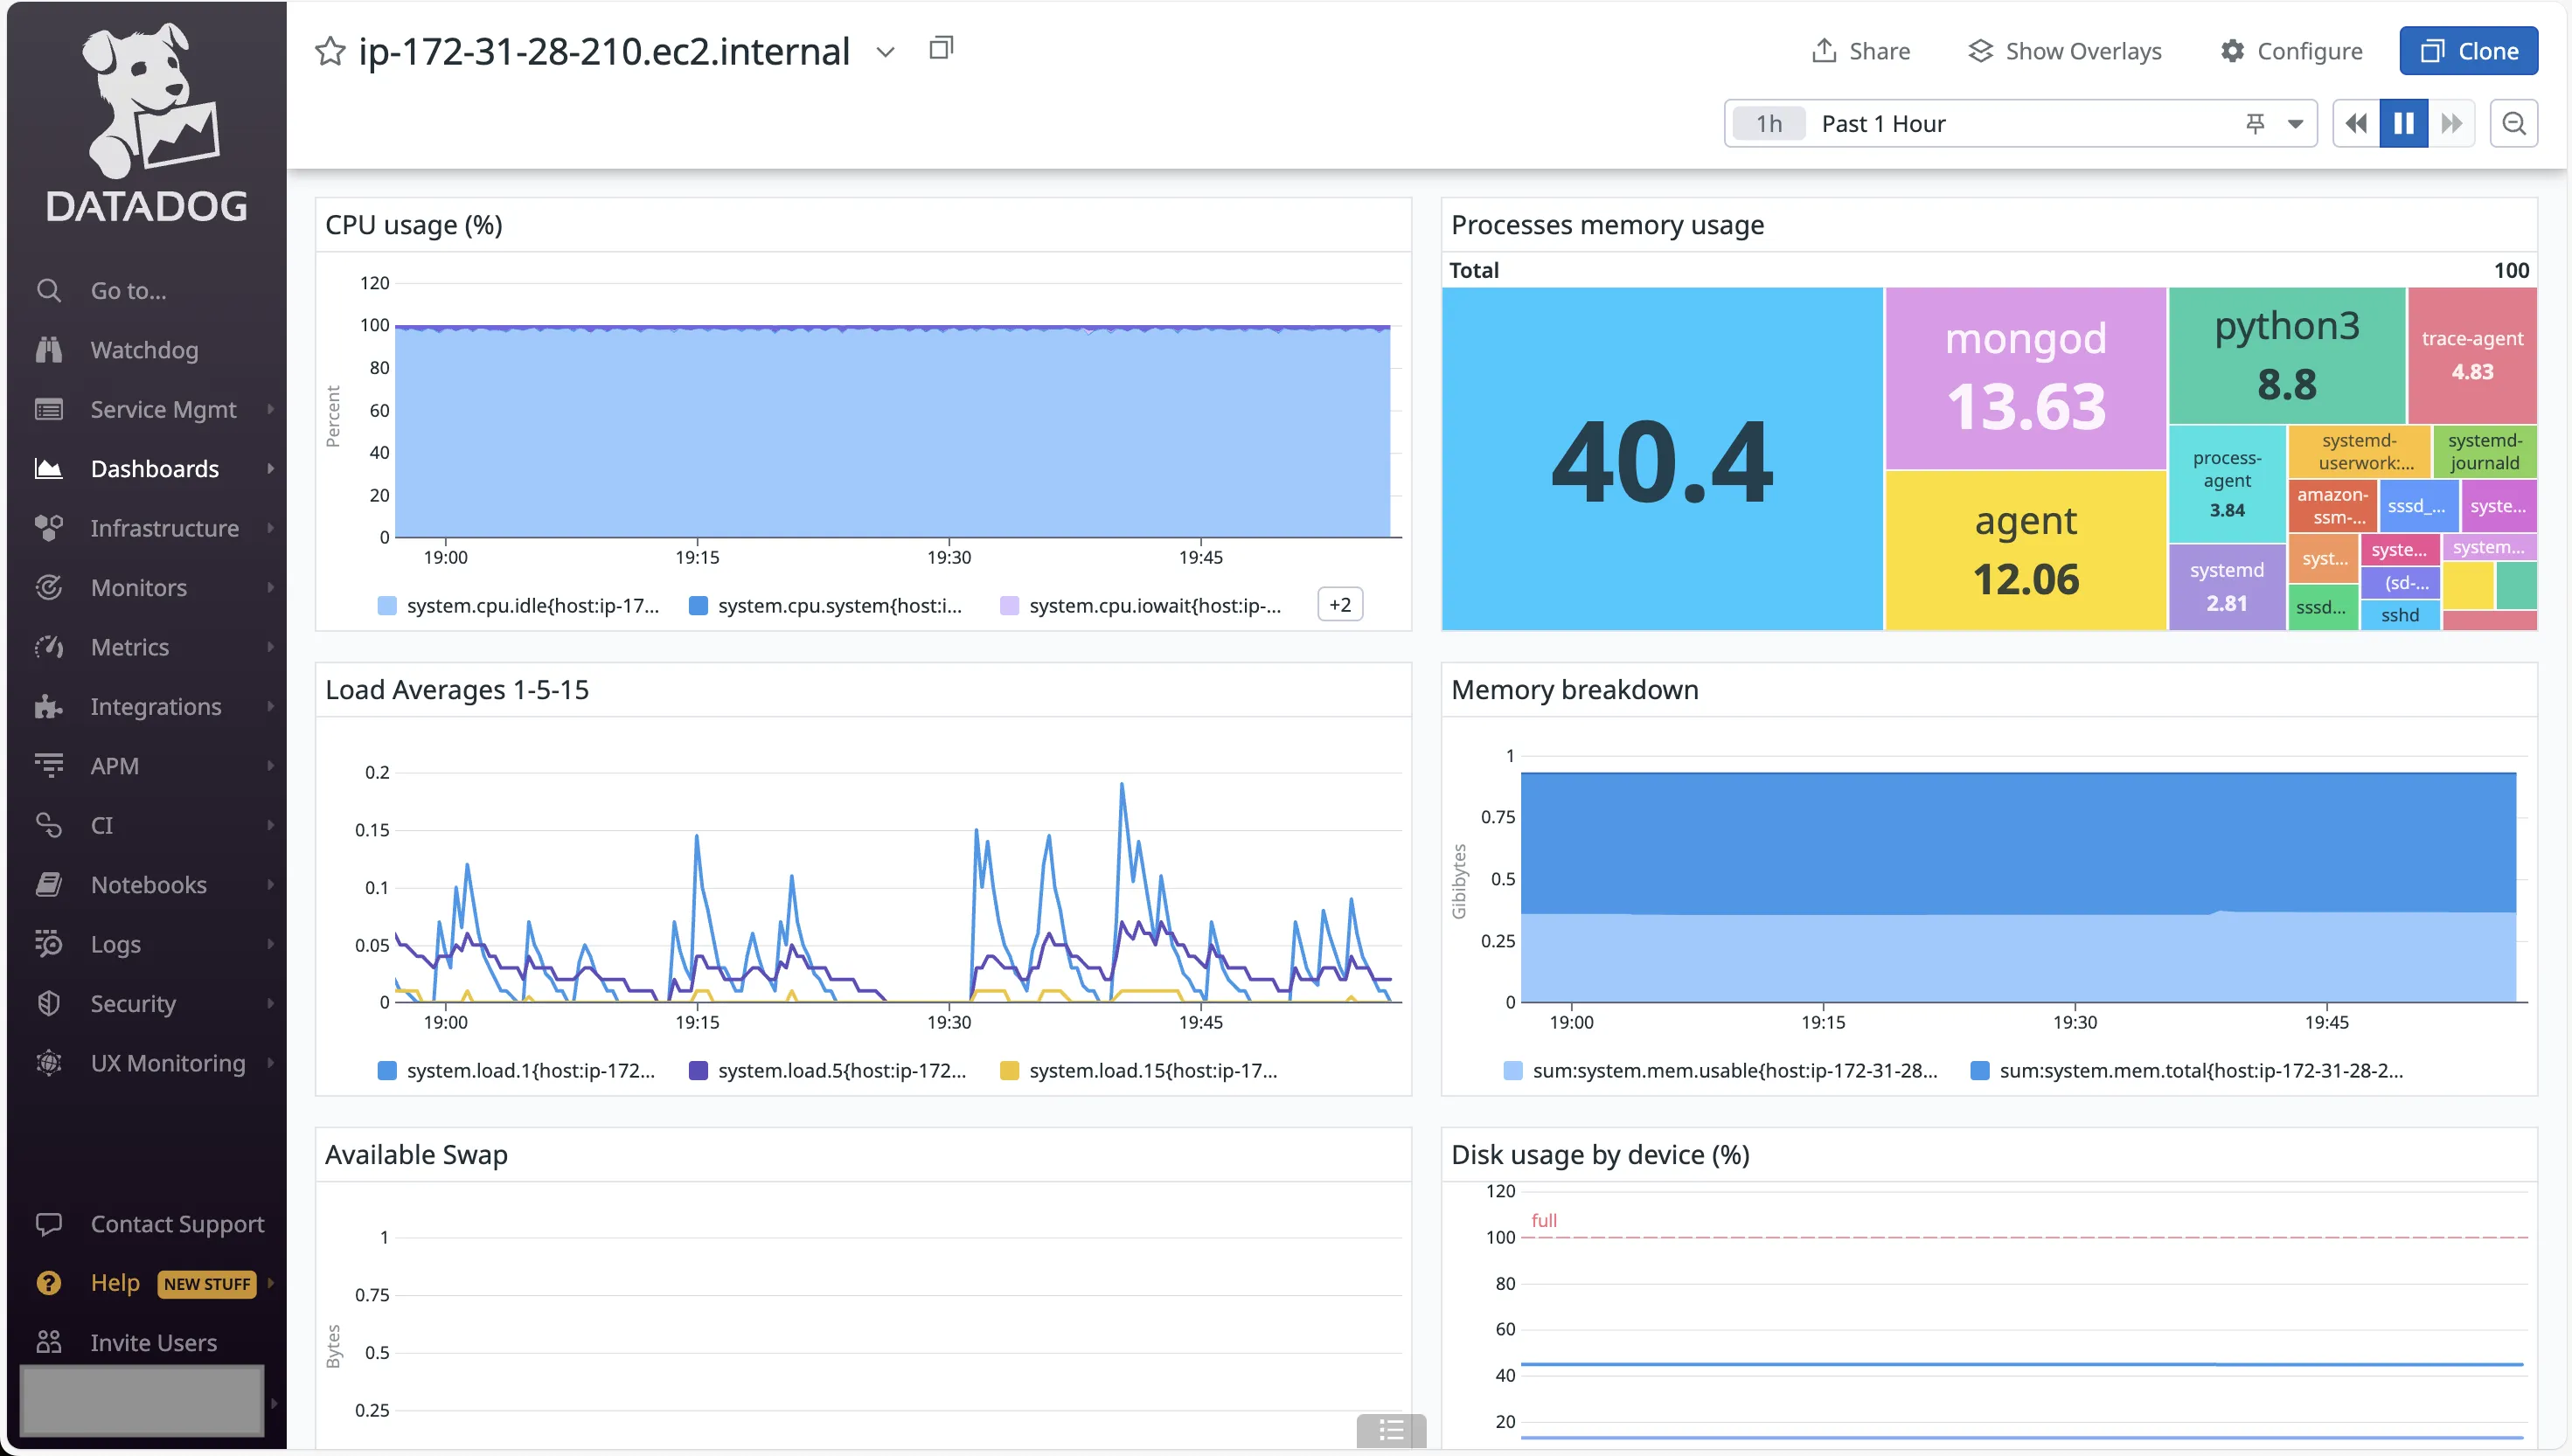 DATADOG
Go to...
Watchdog
Service Mgmt
Dashboards
Infrastructure
Monitors
Metrics
Integrations
APM
CI
Notebooks
Logs
Security
UX Monitoring
Contact Support
Help NEW STUFF
Invite Users
ip-172-31-28-210.ec2.internal
Share
Show Overlays
Configure
Clone
1h Past 1 Hour
CPU usage (%)
120
100
80
60
40
20
0
Percent
19:00 19:15 19:30 19:45
system.cpu.idle{host:ip-17... system.cpu.system{host:i... system.cpu.iowait{host:ip-... +2
Processes memory usage
Total 100
40.4
mongod
13.63
agent
12.06
python3
8.8
trace-agent
4.83
process-
agent
3.84
systemd
2.81
systemd-
userwork:...
systemd-
journald
amazon-
ssm-...
sssd_...
syste...
syst...
syste...
system...
(sd-...
sssd...
sshd
Load Averages 1-5-15
0.2
0.15
0.1
0.05
0
19:00 19:15 19:30 19:45
system.load.1{host:ip-172... system.load.5{host:ip-172... system.load.15{host:ip-17...
Memory breakdown
1
0.75
0.5
0.25
0
Gibibytes
19:00 19:15 19:30 19:45
sum:system.mem.usable{host:ip-172-31-28... sum:system.mem.total{host:ip-172-31-28-2...
Available Swap
1
0.75
0.5
0.25
Bytes
Disk usage by device (%)
120
full
100
80
60
40
20